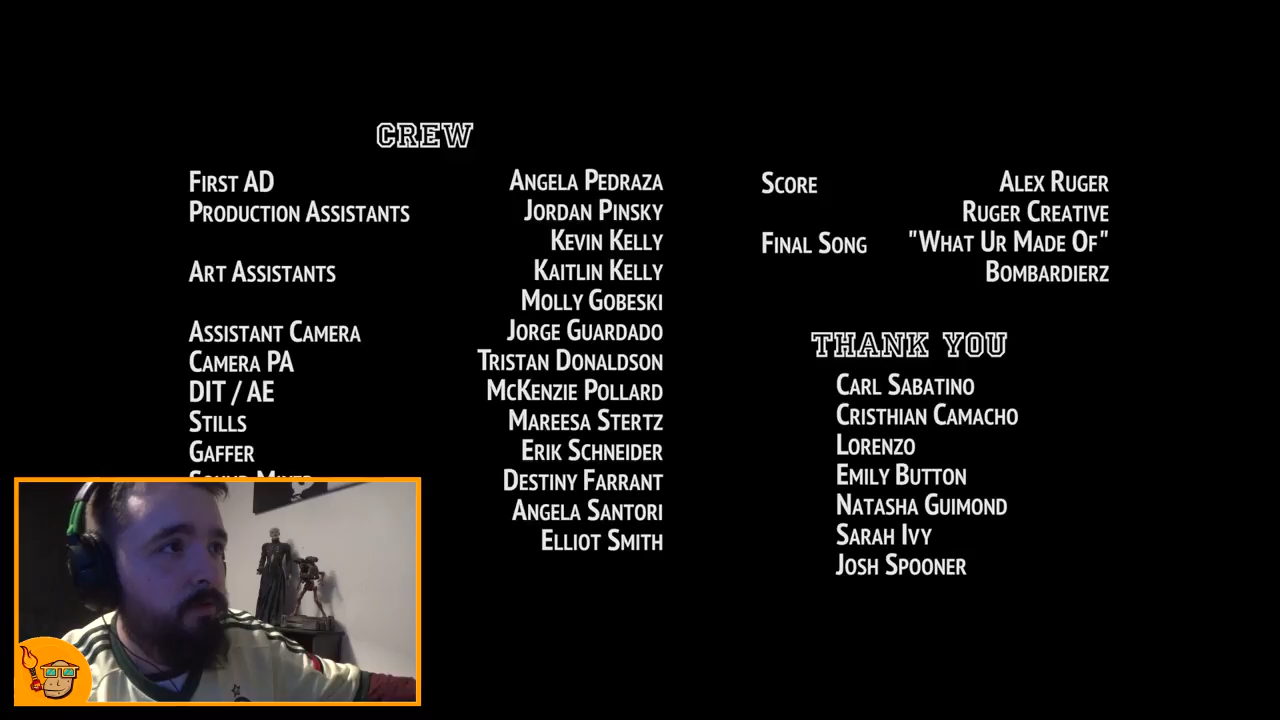 CREW
FIRST AD ANGELA PEDRAZA
PRODUCTION ASSISTANTS JORDAN PINSKY
KEVIN KELLY
ART ASSISTANTS KAITLIN KELLY
MOLLY GOBESKI
ASSISTANT CAMERA JORGE GUARDADO
CAMERA PA TRISTAN DONALDSON
DIT / AE MCKENZIE POLLARD
STILLS MAREESA STERTZ
GAFFER ERIK SCHNEIDER
SOUND MIXER DESTINY FARRANT
ANGELA SANTORI
ELLIOT SMITH
SCORE ALEX RUGER
RUGER CREATIVE
FINAL SONG "WHAT UR MADE OF"
BOMBARDIERZ
THANK YOU
CARL SABATINO
CRISTHIAN CAMACHO
LORENZO
EMILY BUTTON
NATASHA GUIMOND
SARAH IVY
JOSH SPOONER